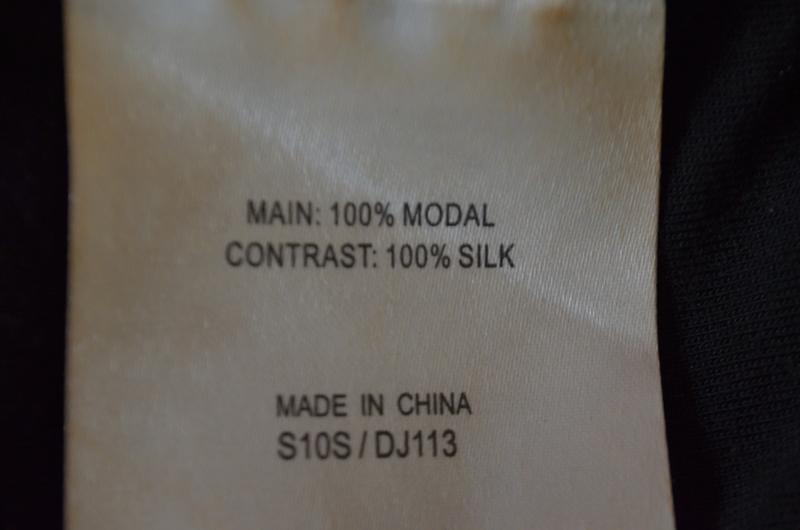 MAIN: 100% MODAL
CONTRAST: 100% SILK
MADE IN CHINA
S10S / DJ113